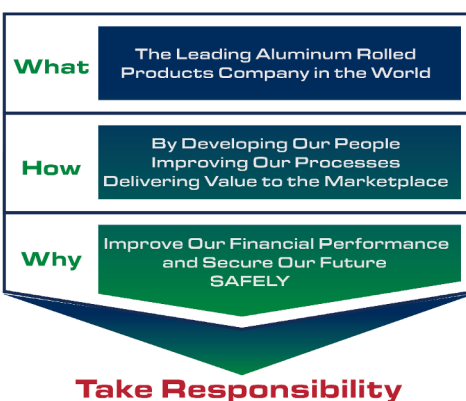 What
The Leading Aluminum Rolled
Products Company in the World
How
By Developing Our People
Improving Our Processes
Delivering Value to the Marketplace
Why
Improve Our Financial Performance
and Secure Our Future
SAFELY
Take Responsibility